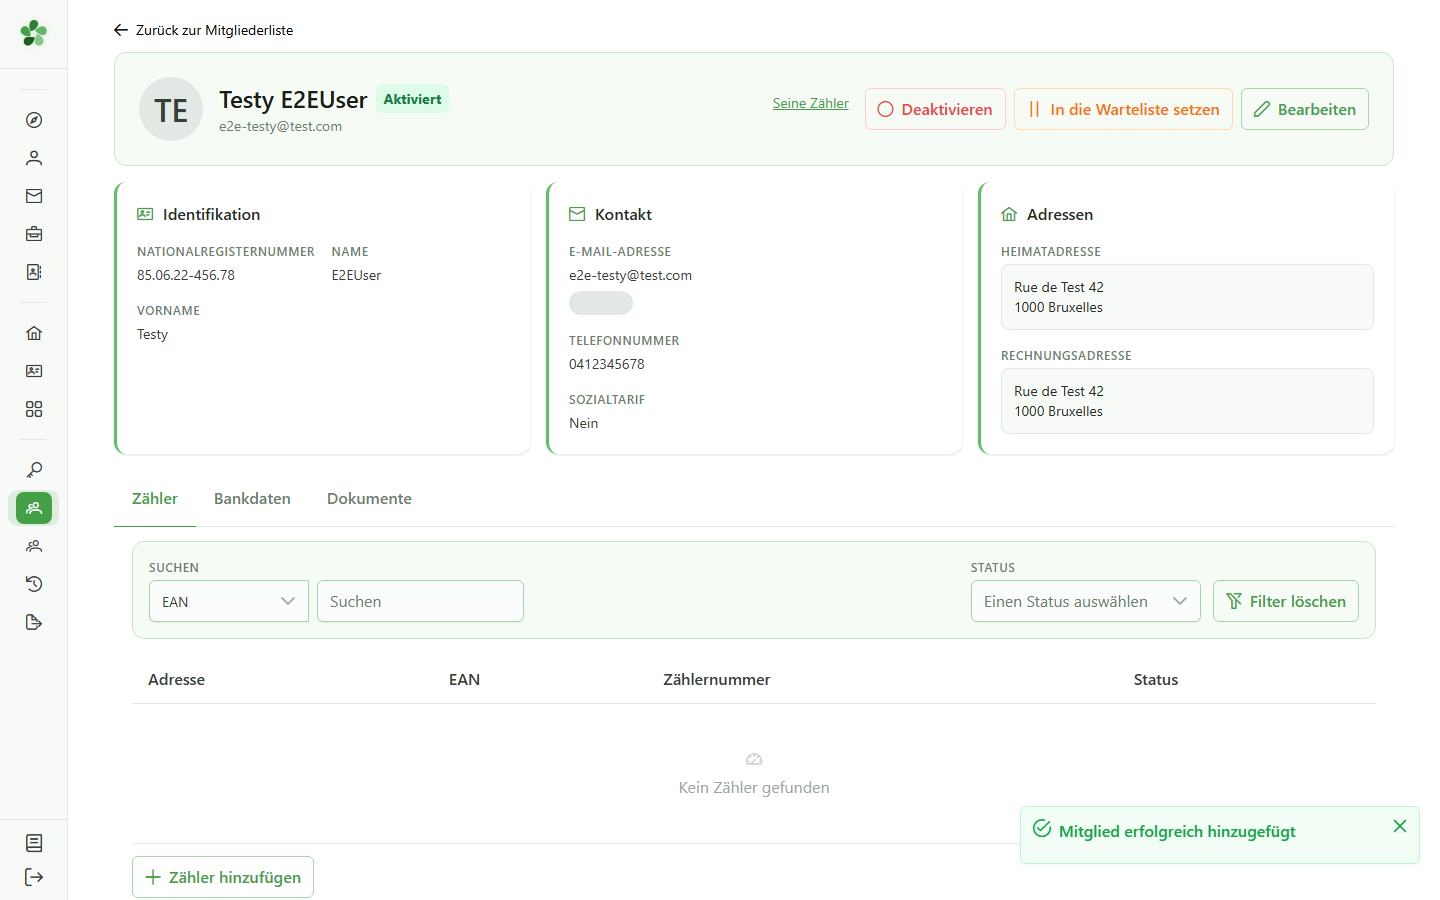 Zurück zur Mitgliederliste
TE
Testy E2EUser
Aktiviert
e2e-testy@test.com
Seine Zähler
Deaktivieren
In die Warteliste setzen
Bearbeiten
Identifikation
NATIONALREGISTERNUMMER
85.06.22-456.78
NAME
E2EUser
VORNAME
Testy
Kontakt
E-MAIL-ADRESSE
e2e-testy@test.com
TELEFONNUMMER
0412345678
SOZIALTARIF
Nein
Adressen
HEIMATADRESSE
Rue de Test 42
1000 Bruxelles
RECHNUNGSADRESSE
Rue de Test 42
1000 Bruxelles
Zähler
Bankdaten
Dokumente
SUCHEN
EAN
Suchen
STATUS
Einen Status auswählen
Filter löschen
Adresse
EAN
Zählernummer
Status
Kein Zähler gefunden
Mitglied erfolgreich hinzugefügt
Zähler hinzufügen